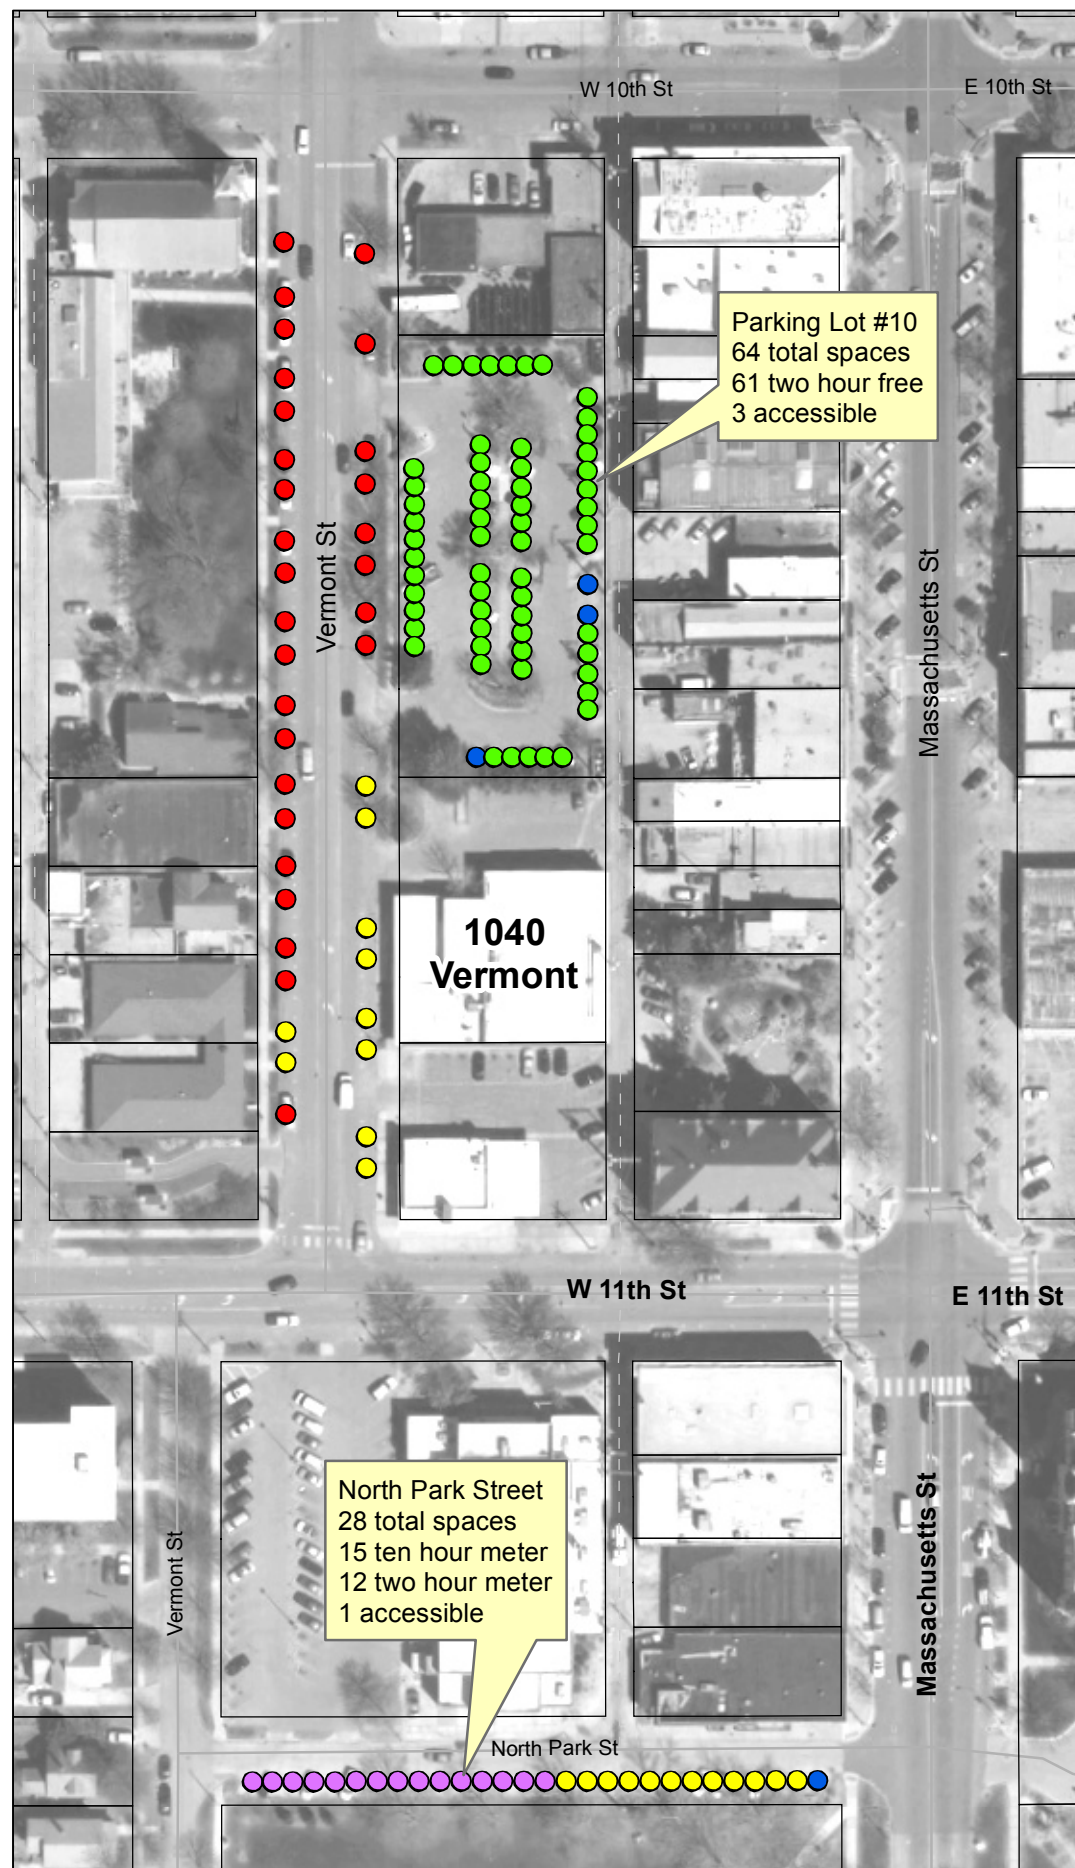 W 10th St
E 10th St
Parking Lot #10
64 total spaces
61 two hour free
3 accessible
Vermont St
Massachusetts St
1040
Vermont
W 11th St
E 11th St
North Park Street
28 total spaces
15 ten hour meter
12 two hour meter
1 accessible
Vermont St
Massachusetts St
North Park St